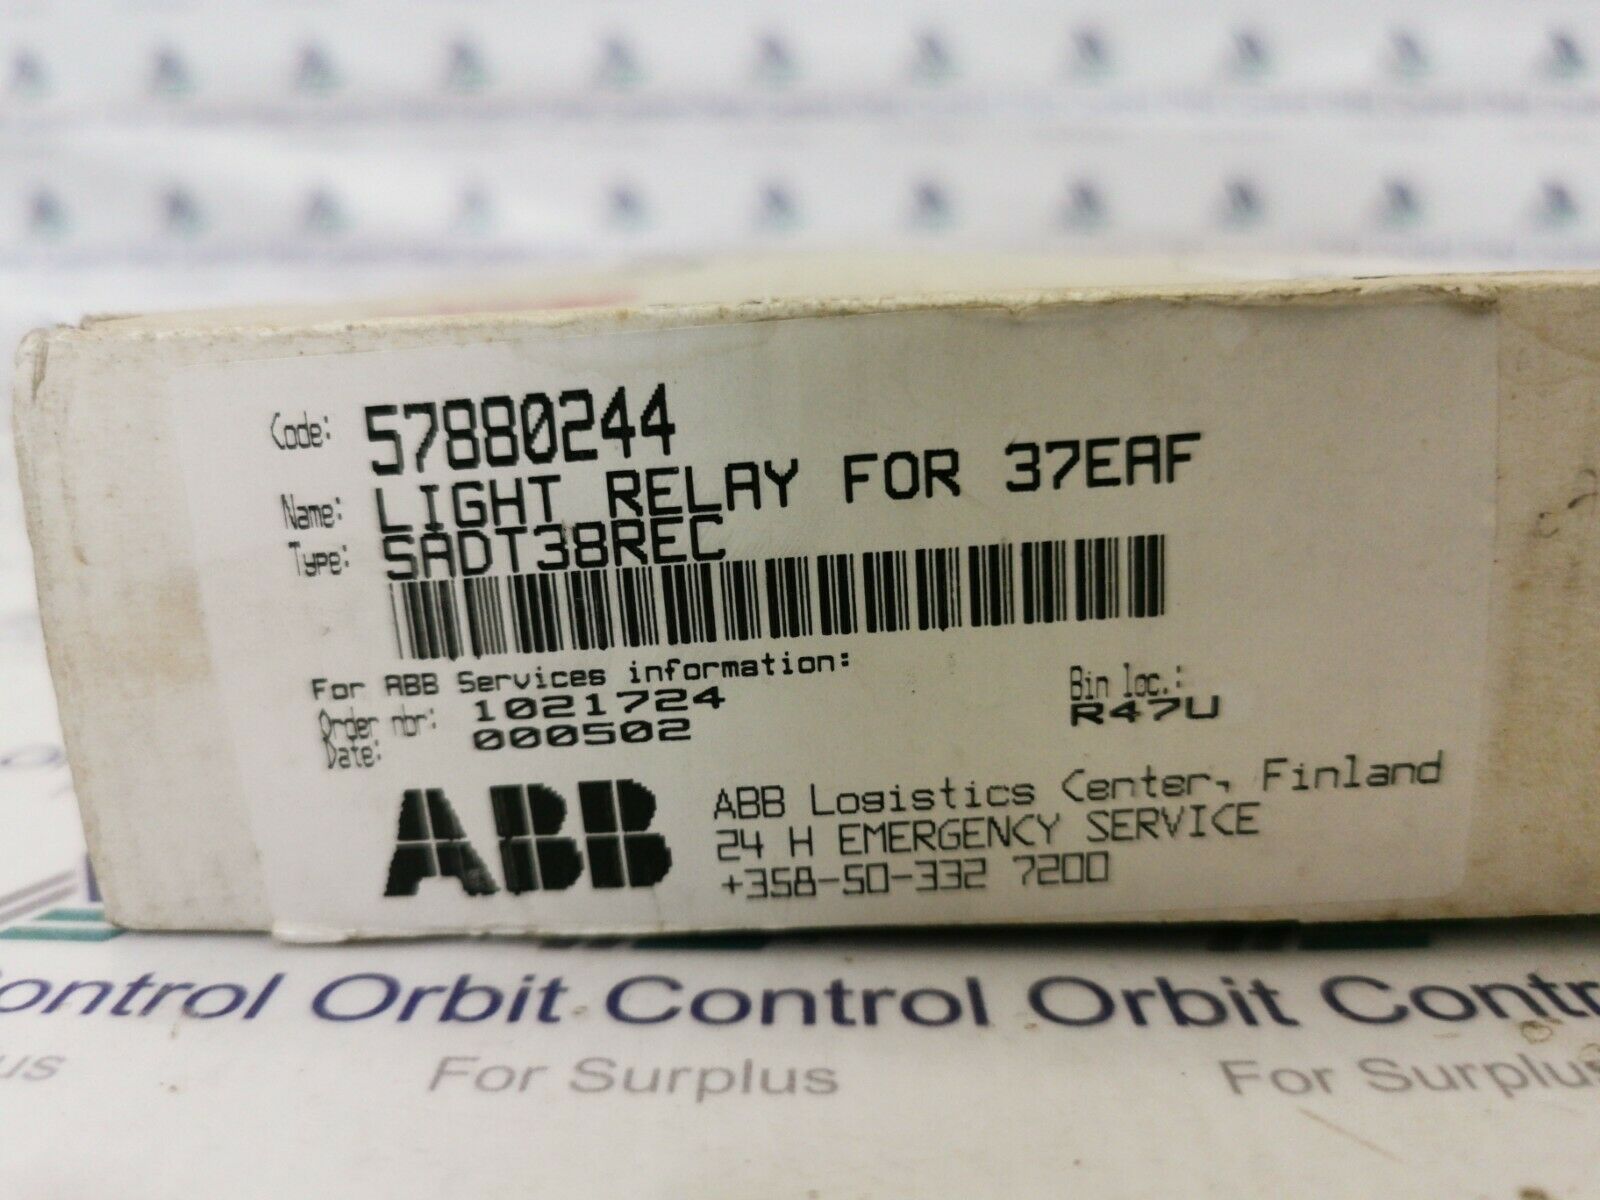 Code: 57880244
Name: LIGHT RELAY FOR 37EAF
Type: SADT38REC
For ABB Services information:
Order nbr: 1021724
Date: 000502
Bin loc.:
R47U
ABB
ABB Logistics Center, Finland
24 H EMERGENCY SERVICE
+358-50-332 7200
ontrol Orbit Control Orbit Contr
us For Surplus For Surplus